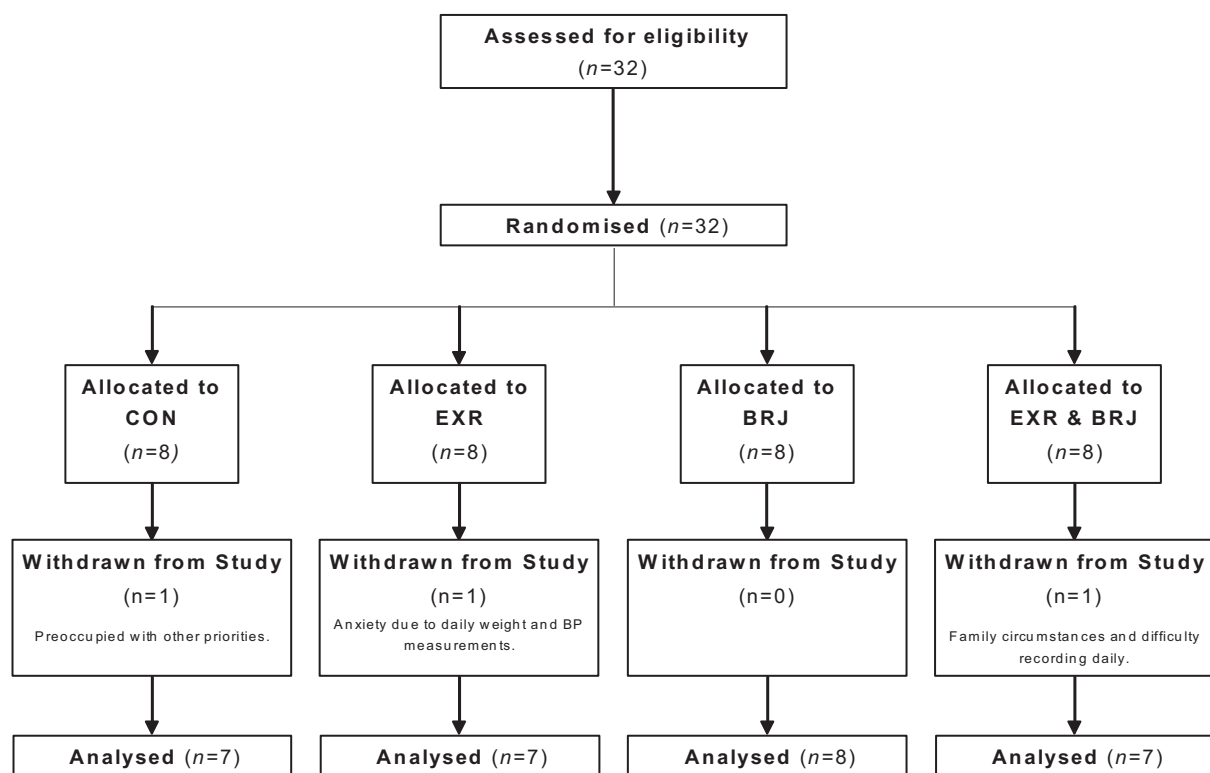 Assessed for eligibility
(n=32)
Randomised (n=32)
Allocated to
CON
(n=8)
Allocated to
EXR
(n=8)
Allocated to
BRJ
(n=8)
Allocated to
EXR & BRJ
(n=8)
Withdrawn from Study
(n=1)
Preoccupied with other priorities.
Withdrawn from Study
(n=1)
Anxiety due to daily weight and BP
measurements.
Withdrawn from Study
(n=0)
Withdrawn from Study
(n=1)
Family circumstances and difficulty
recording daily.
Analysed (n=7)
Analysed (n=7)
Analysed (n=8)
Analysed (n=7)